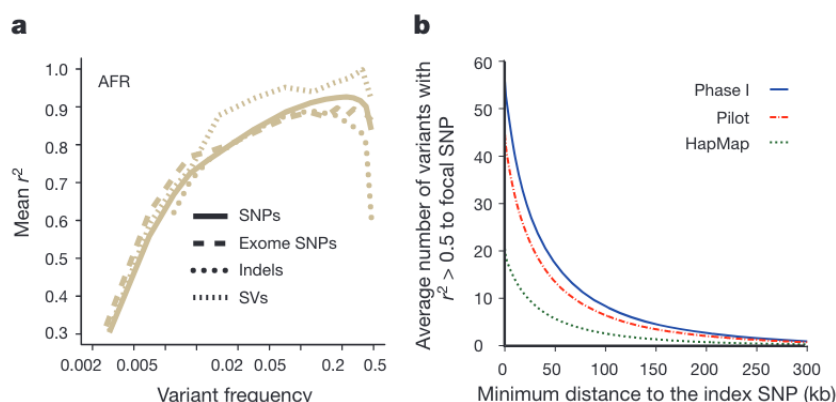 a
AFR
1.0
0.9
0.8
0.7
0.6
0.5
0.4
0.3
Mean r²
SNPs
Exome SNPs
Indels
SVs
0.002 0.005 0.02 0.05 0.2 0.5
Variant frequency
b
60
50
40
30
20
10
0
Average number of variants with
r² > 0.5 to focal SNP
Phase I
Pilot
HapMap
0 50 100 150 200 250 300
Minimum distance to the index SNP (kb)